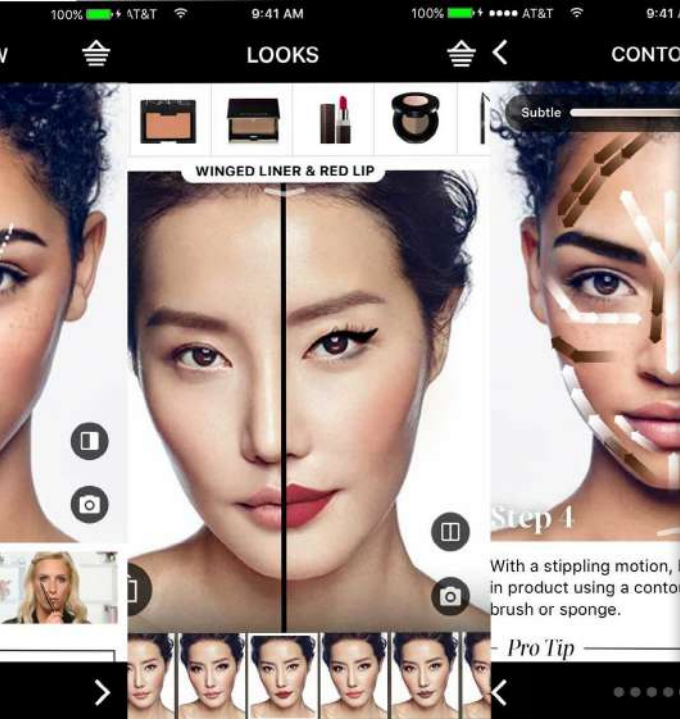 100% AT&T 9:41 AM 100% AT&T 9:41
W LOOKS CONTO
Subtle
WINGED LINER & RED LIP
Step 4
With a stippling motion,
in product using a conto
brush or sponge.
Pro Tip